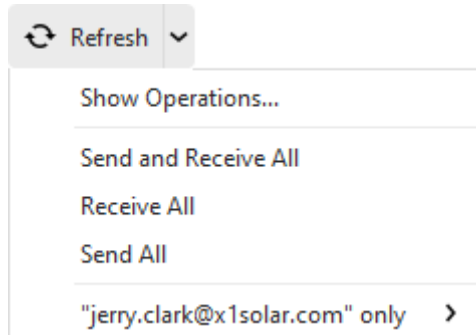 Refresh
Show Operations...
Send and Receive All
Receive All
Send All
"jerry.clark@x1solar.com" only